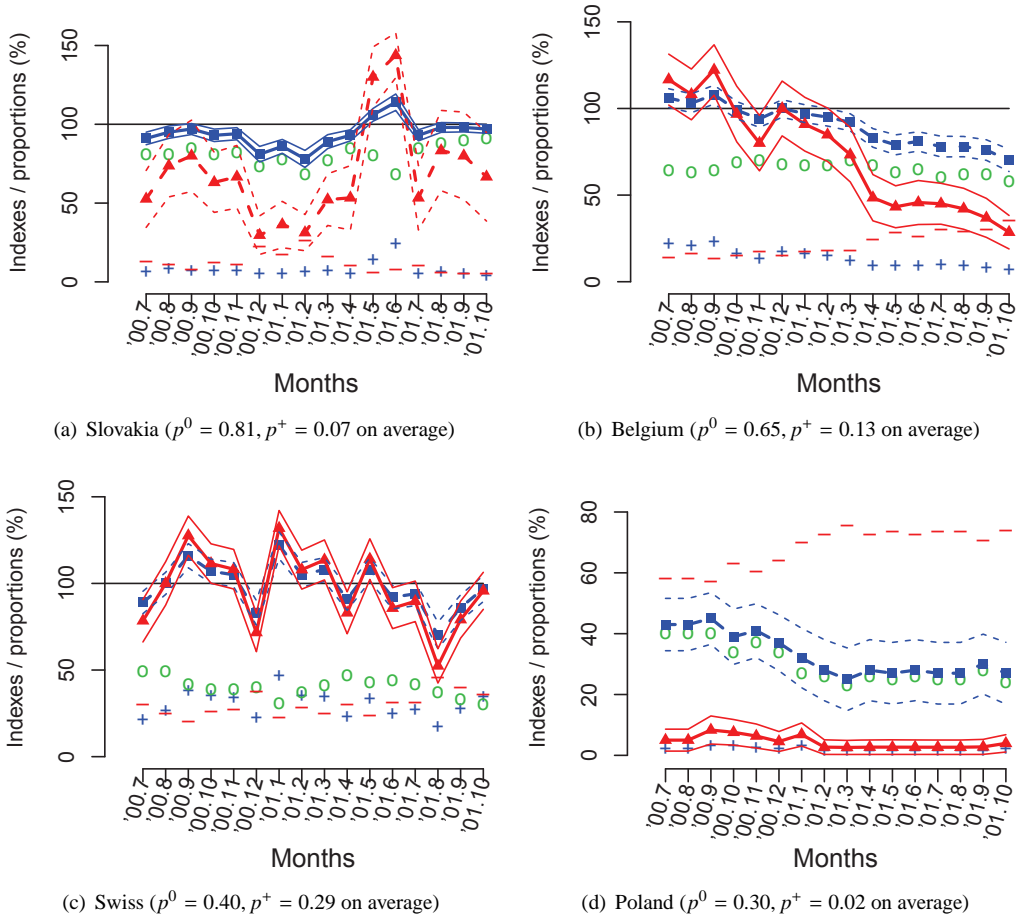 Indexes / proportions (%)
0 50 100 150
'00.7 '00.8 '00.9 '00.10 '00.11 '00.12 '01.1 '01.2 '01.3 '01.4 '01.5 '01.6 '01.7 '01.8 '01.9 '01.10
Months
(a) Slovakia (p⁰ = 0.81, p⁺ = 0.07 on average)
Indexes / proportions (%)
0 50 100 150
'00.7 '00.8 '00.9 '00.10 '00.11 '00.12 '01.1 '01.2 '01.3 '01.4 '01.5 '01.6 '01.7 '01.8 '01.9 '01.10
Months
(b) Belgium (p⁰ = 0.65, p⁺ = 0.13 on average)
Indexes / proportions (%)
0 50 100 150
'00.7 '00.8 '00.9 '00.10 '00.11 '00.12 '01.1 '01.2 '01.3 '01.4 '01.5 '01.6 '01.7 '01.8 '01.9 '01.10
Months
(c) Swiss (p⁰ = 0.40, p⁺ = 0.29 on average)
Indexes / proportions (%)
0 20 40 60 80
'00.7 '00.8 '00.9 '00.10 '00.11 '00.12 '01.1 '01.2 '01.3 '01.4 '01.5 '01.6 '01.7 '01.8 '01.9 '01.10
Months
(d) Poland (p⁰ = 0.30, p⁺ = 0.02 on average)